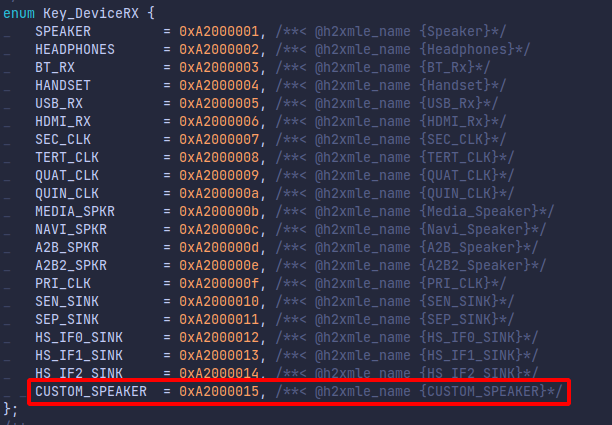 enum Key_DeviceRX {
SPEAKER = 0xA2000001, /**< @h2xmle_name {Speaker}*/
HEADPHONES = 0xA2000002, /**< @h2xmle_name {Headphones}*/
BT_RX = 0xA2000003, /**< @h2xmle_name {BT_Rx}*/
HANDSET = 0xA2000004, /**< @h2xmle_name {Handset}*/
USB_RX = 0xA2000005, /**< @h2xmle_name {USB_Rx}*/
HDMI_RX = 0xA2000006, /**< @h2xmle_name {HDMI_Rx}*/
SEC_CLK = 0xA2000007, /**< @h2xmle_name {SEC_CLK}*/
TERT_CLK = 0xA2000008, /**< @h2xmle_name {TERT_CLK}*/
QUAT_CLK = 0xA2000009, /**< @h2xmle_name {QUAT_CLK}*/
QUIN_CLK = 0xA200000a, /**< @h2xmle_name {QUIN_CLK}*/
MEDIA_SPKR = 0xA200000b, /**< @h2xmle_name {Media_Speaker}*/
NAVI_SPKR = 0xA200000c, /**< @h2xmle_name {Navi_Speaker}*/
A2B_SPKR = 0xA200000d, /**< @h2xmle_name {A2B_Speaker}*/
A2B2_SPKR = 0xA200000e, /**< @h2xmle_name {A2B2_Speaker}*/
PRI_CLK = 0xA200000f, /**< @h2xmle_name {PRI_CLK}*/
SEN_SINK = 0xA2000010, /**< @h2xmle_name {SEN_SINK}*/
SEP_SINK = 0xA2000011, /**< @h2xmle_name {SEP_SINK}*/
HS_IF0_SINK = 0xA2000012, /**< @h2xmle_name {HS_IF0_SINK}*/
HS_IF1_SINK = 0xA2000013, /**< @h2xmle_name {HS_IF1_SINK}*/
HS_IF2_SINK = 0xA2000014, /**< @h2xmle_name {HS_IF2_SINK}*/
CUSTOM_SPEAKER = 0xA2000015, /**< @h2xmle_name {CUSTOM_SPEAKER}*/
};